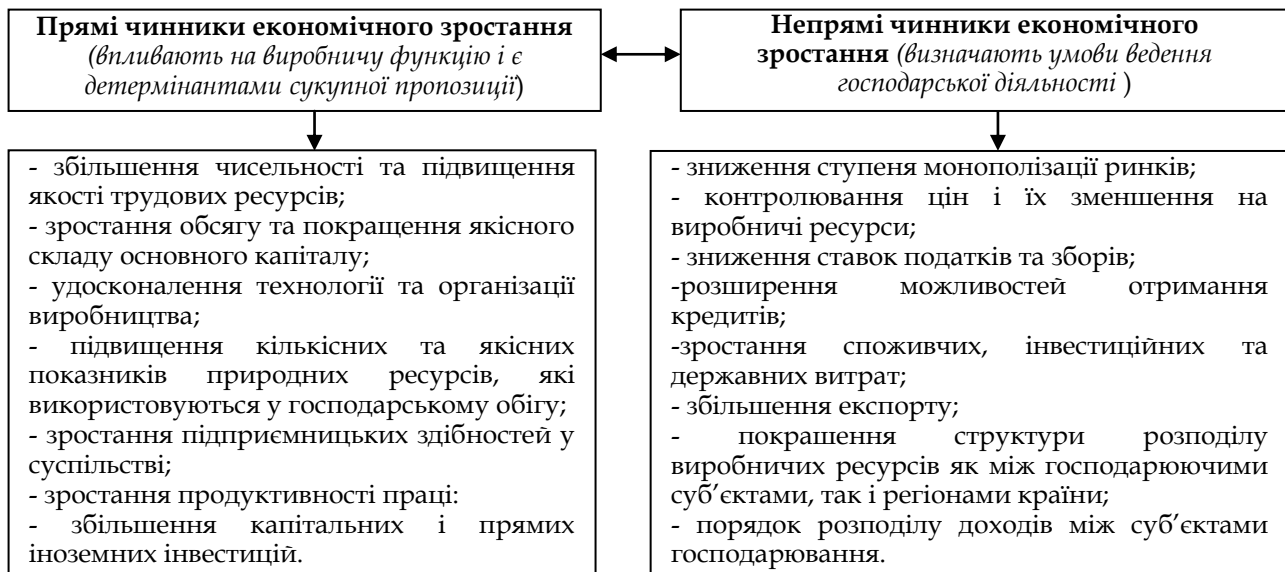 Прямі чинники економічного зростання
(впливають на виробничу функцію і є
детермінантами сукупної пропозиції)
Непрямі чинники економічного
зростання (визначають умови ведення
господарської діяльності )
- збільшення чисельності та підвищення
якості трудових ресурсів;
- зростання обсягу та покращення якісного
складу основного капіталу;
- удосконалення технології та організації
виробництва;
- підвищення кількісних та якісних
показників природних ресурсів, які
використовуються у господарському обігу;
- зростання підприємницьких здібностей у
суспільстві;
- зростання продуктивності праці:
- збільшення капітальних і прямих
іноземних інвестицій.
- зниження ступеня монополізації ринків;
- контролювання цін і їх зменшення на
виробничі ресурси;
- зниження ставок податків та зборів;
-розширення можливостей отримання
кредитів;
-зростання споживчих, інвестиційних та
державних витрат;
- збільшення експорту;
- покрашення структури розподілу
виробничих ресурсів як між господарюючими
суб’єктами, так і регіонами країни;
- порядок розподілу доходів між суб’єктами
господарювання.